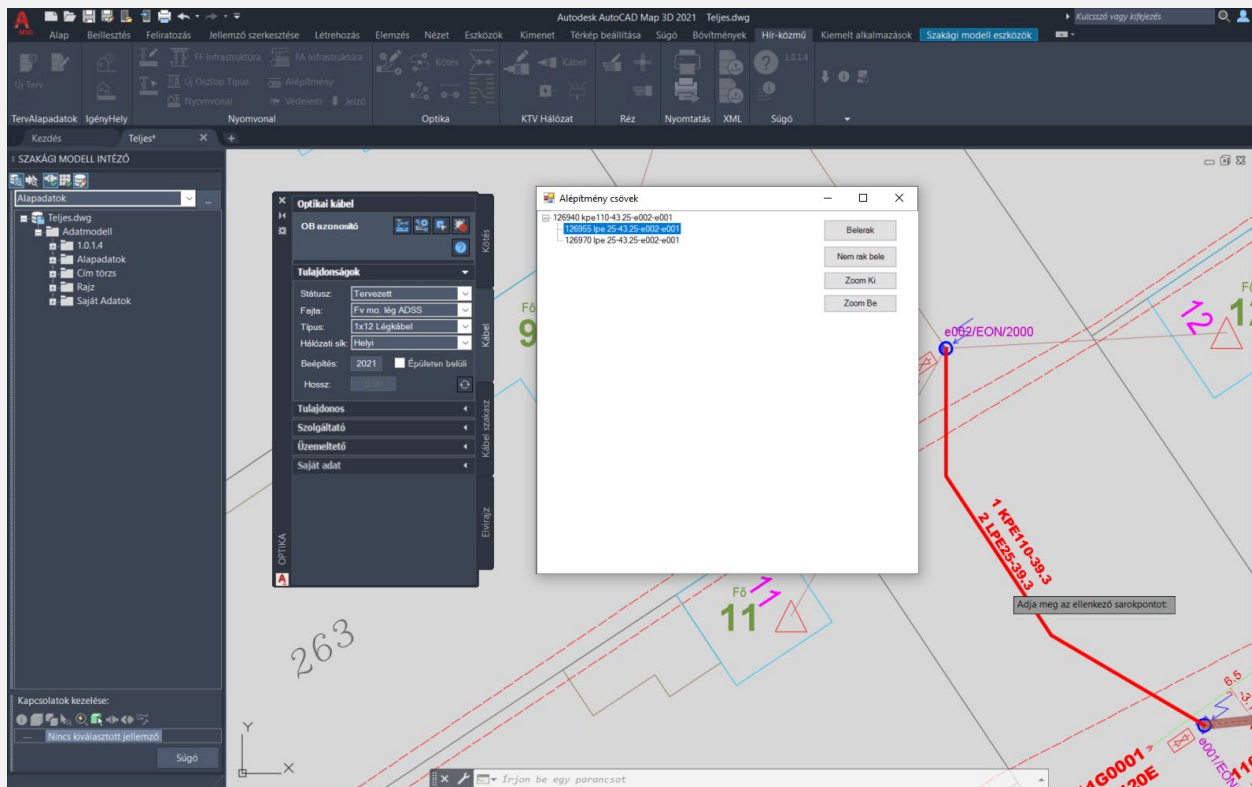 Autodesk AutoCAD Map 3D 2021 Teljes.dwg
Kulcsszó vagy kifejezés
Alap Beillesztés Feliratozás Jellemző szerkesztése Létrehozás Elemzés Nézet Eszközök Kimenet Térkép beállítása Súgó Bővítmények Hír-közmű Kiemelt alkalmazások Szakági modell eszközök
FF Infrastruktúra FA Infrastruktúra Kötés Kábel 1.0.1.4
Új Terv Új Oszlop Típus Alépítmény
Nyomvonal Védelem Jelző
TervAlapadatok IgényHely Nyomvonal Optika KTV Hálózat Réz Nyomtatás XML Súgó
Kezdés Teljes* X +
SZAKÁGI MODELL INTÉZŐ
Alapadatok
Teljes.dwg
Adatmodell
1.0.1.4
Alapadatok
Cím törzs
Rajz
Saját Adatok
Kapcsolatok kezelése:
Nincs kiválasztott jellemző
Súgó
Optikai kábel
OB azonosító
Tulajdonságok
Státusz: Tervezett
Fajta: Fv mo. lég ADSS
Típus: 1x12 Légkábel
Hálózati sík: Helyi
Beépítés: 2021 Épületen belüli
Hossz:
Tulajdonos
Szolgáltató
Üzemeltető
Saját adat
Kötés
Kábel
Kábel szakasz
Elvirajz
OPTIKA
Alépítmény csövek
126940 kpe110-43.25-e002-e001
126955 lpe 25-43.25-e002-e001
126970 lpe 25-43.25-e002-e001
Belerak
Nem rak bele
Zoom Ki
Zoom Be
Fő
9
e002/EON/2000
12
1 KPE110-39.3
2 LPE25-39.3
Adja meg az ellenkező sarokpontot:
Fő
11
11
263
6.5
e001/EON
Y
X
Írjon be egy parancsot